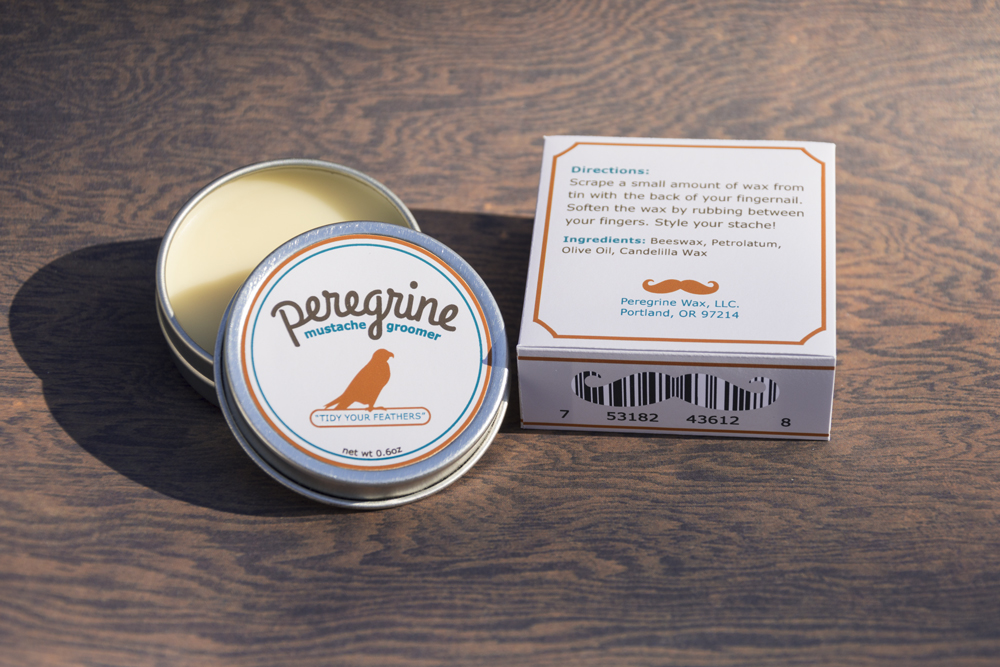 peregrine
mustache groomer
"TIDY YOUR FEATHERS"
net wt 0.6oz
Directions:
Scrape a small amount of wax from
tin with the back of your fingernail.
Soften the wax by rubbing between
your fingers. Style your stache!
Ingredients: Beeswax, Petrolatum,
Olive Oil, Candelilla Wax
Peregrine Wax, LLC.
Portland, OR 97214
7 53182 43612 8